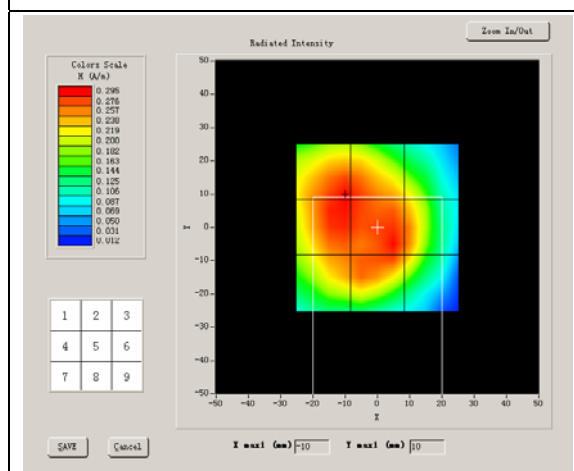 Zoom In/Out
Radiated Intensity
Colors Scale
H (A/m)
0.295
0.276
0.257
0.238
0.219
0.200
0.182
0.163
0.144
0.125
0.106
0.087
0.069
0.050
0.031
0.012
50
40
30
20
10
0
-10
-20
-30
-40
-50
Y
-50 -40 -30 -20 -10 0 10 20 30 40 50
X
1 2 3
4 5 6
7 8 9
SAVE Cancel
X max1 (mm) -10 Y max1 (mm) 10